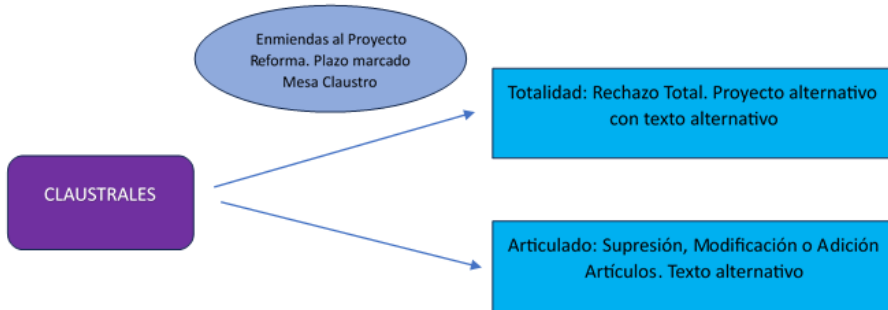 Enmiendas al Proyecto
Reforma. Plazo marcado
Mesa Claustro
Totalidad: Rechazo Total. Proyecto alternativo
con texto alternativo
CLAUSTRALES
Articulado: Supresión, Modificación o Adición
Artículos. Texto alternativo